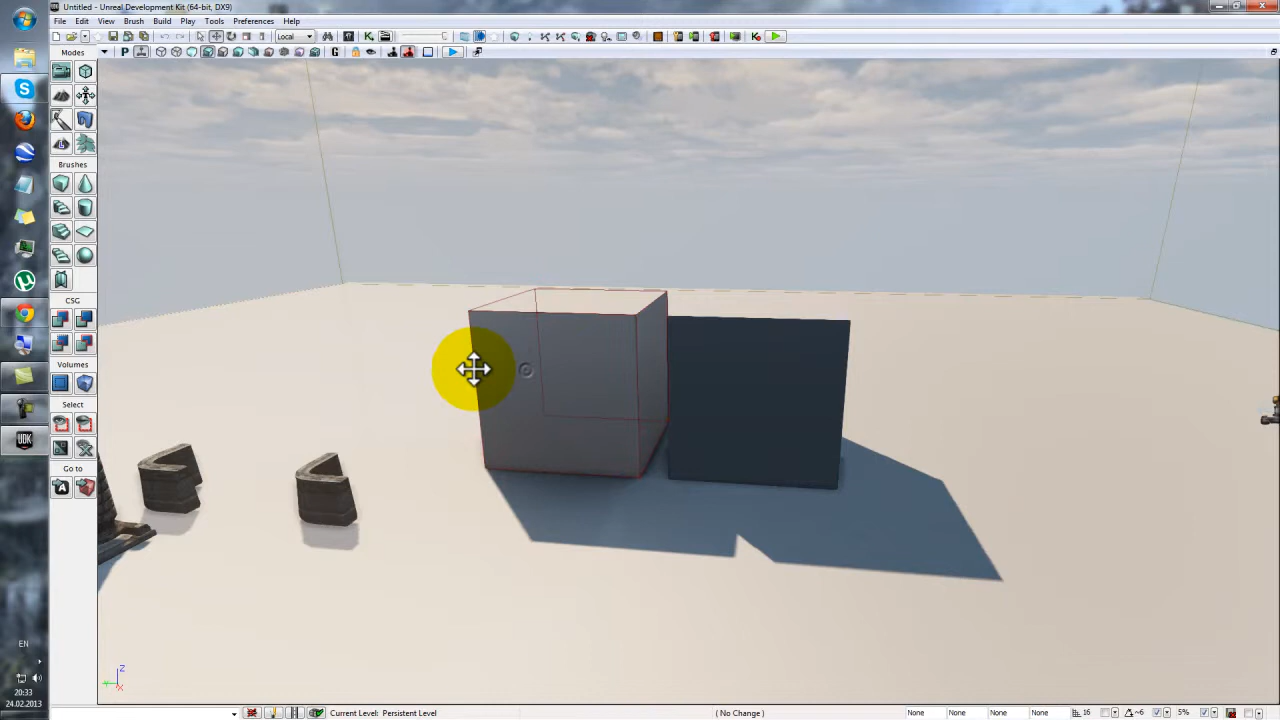 Untitled - Unreal Development Kit (64-bit, DX9)
File Edit View Brush Build Play Tools Preferences Help
Local
P G
Modes
Brushes
CSG
Volumes
Select
Go to
A
UDK
EN
20:33
24.02.2013
Z
Y X
Current Level: Persistent Level
( No Change )
None None None None
16
~6
5%